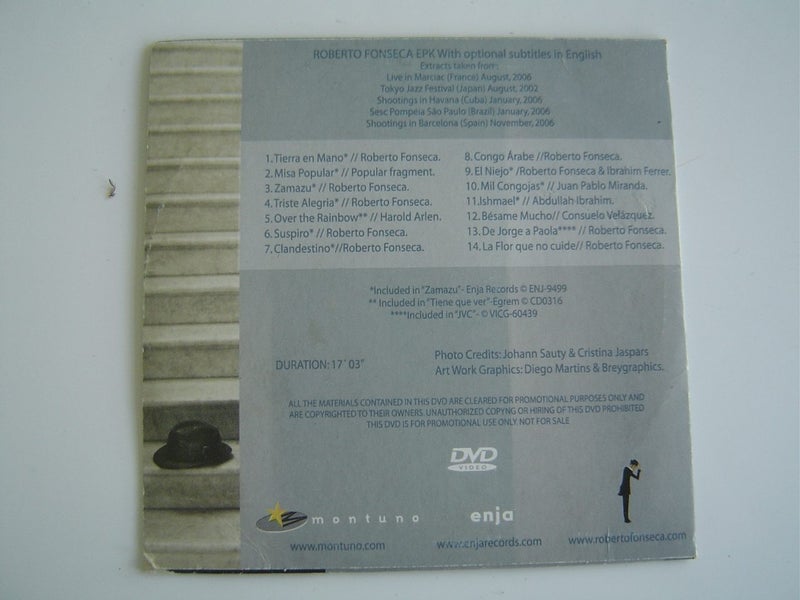 ROBERTO FONSECA EPK With optional subtitles in English
Extracts taken from:
Live in Marciac (France) August, 2006
Tokyo Jazz Festival (Japan) August, 2002
Shootings in Havana (Cuba) January, 2006
Sesc Pompeia São Paulo (Brazil) January, 2006
Shootings in Barcelona (Spain) November, 2006
1. Tierra en Mano* // Roberto Fonseca.
2. Misa Popular* // Popular fragment.
3. Zamazu* // Roberto Fonseca.
4. Triste Alegria* // Roberto Fonseca.
5. Over the Rainbow** // Harold Arlen.
6. Suspiro* // Roberto Fonseca.
7. Clandestino*//Roberto Fonseca.
8. Congo Árabe //Roberto Fonseca.
9. El Niejo* /Roberto Fonseca & Ibrahim Ferrer.
10. Mil Congojas* // Juan Pablo Miranda.
11.Ishmael* // Abdullah Ibrahim.
12. Bésame Mucho// Consuelo Velázquez.
13. De Jorge a Paola**** // Roberto Fonseca.
14. La Flor que no cuide// Roberto Fonseca.
*Included in "Zamazu"- Enja Records © ENJ-9499
** Included in "Tiene que ver"-Egrem © CD0316
****Included in "JVC"- © VICG-60439
DURATION: 17' 03"
Photo Credits: Johann Sauty & Cristina Jaspars
Art Work Graphics: Diego Martins & Breygraphics.
ALL THE MATERIALS CONTAINED IN THIS DVD ARE CLEARED FOR PROMOTIONAL PURPOSES ONLY AND
ARE COPYRIGHTED TO THEIR OWNERS. UNAUTHORIZED COPYNG OR HIRING OF THIS DVD PROHIBITED
THIS DVD IS FOR PROMOTIONAL USE ONLY. NOT FOR SALE
DVD
VIDEO
montuno
enja
www.montuno.com
www.enjarecords.com
www.robertofonseca.com